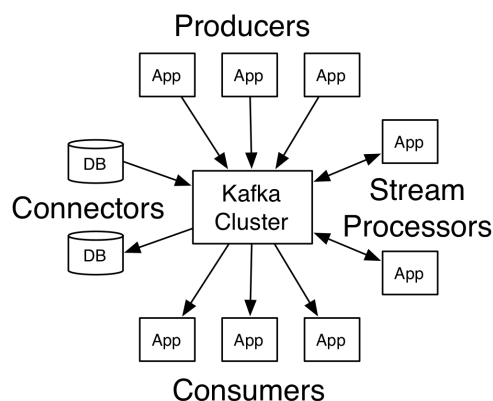 Producers
App
App
App
DB
App
Connectors
Kafka
Cluster
Stream
Processors
DB
App
App
App
App
Consumers